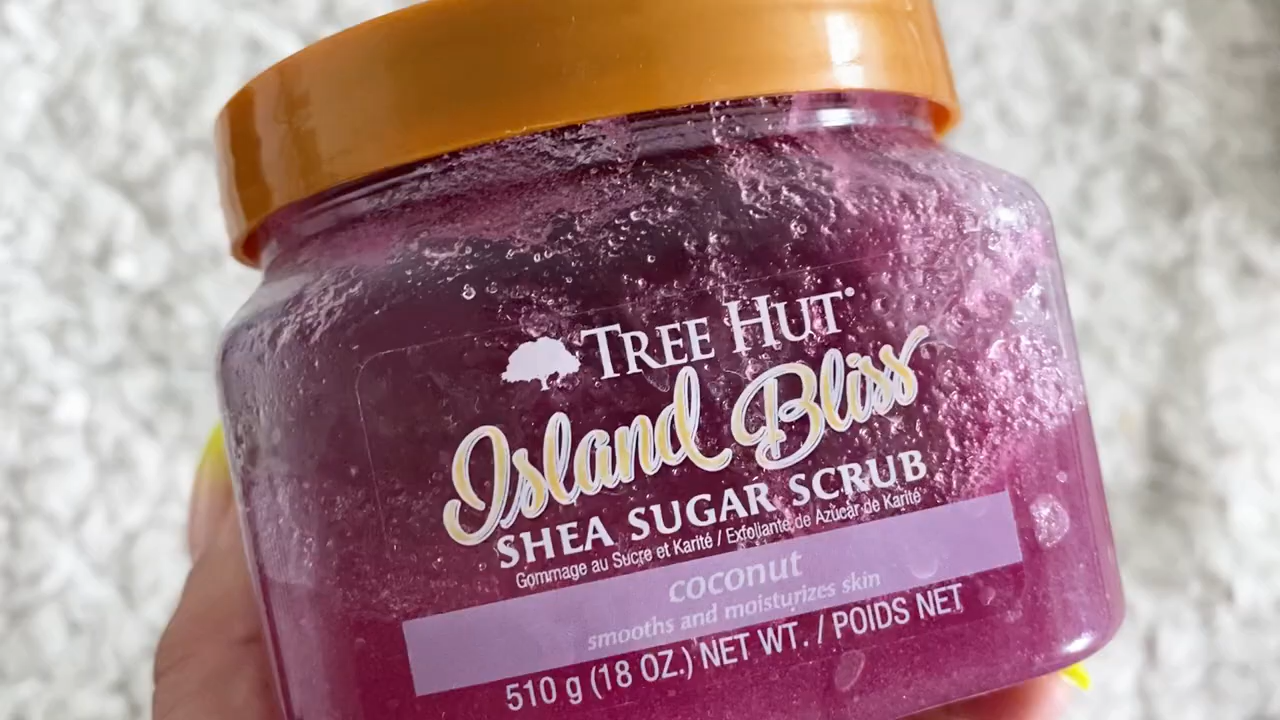 TREE HUT
Island Bliss
SHEA SUGAR SCRUB
Gommage au Sucre et Karité / Exfoliante de Azúcar de Karité
coconut
smooths and moisturizes skin
510 g (18 OZ.) NET WT. / POIDS NET